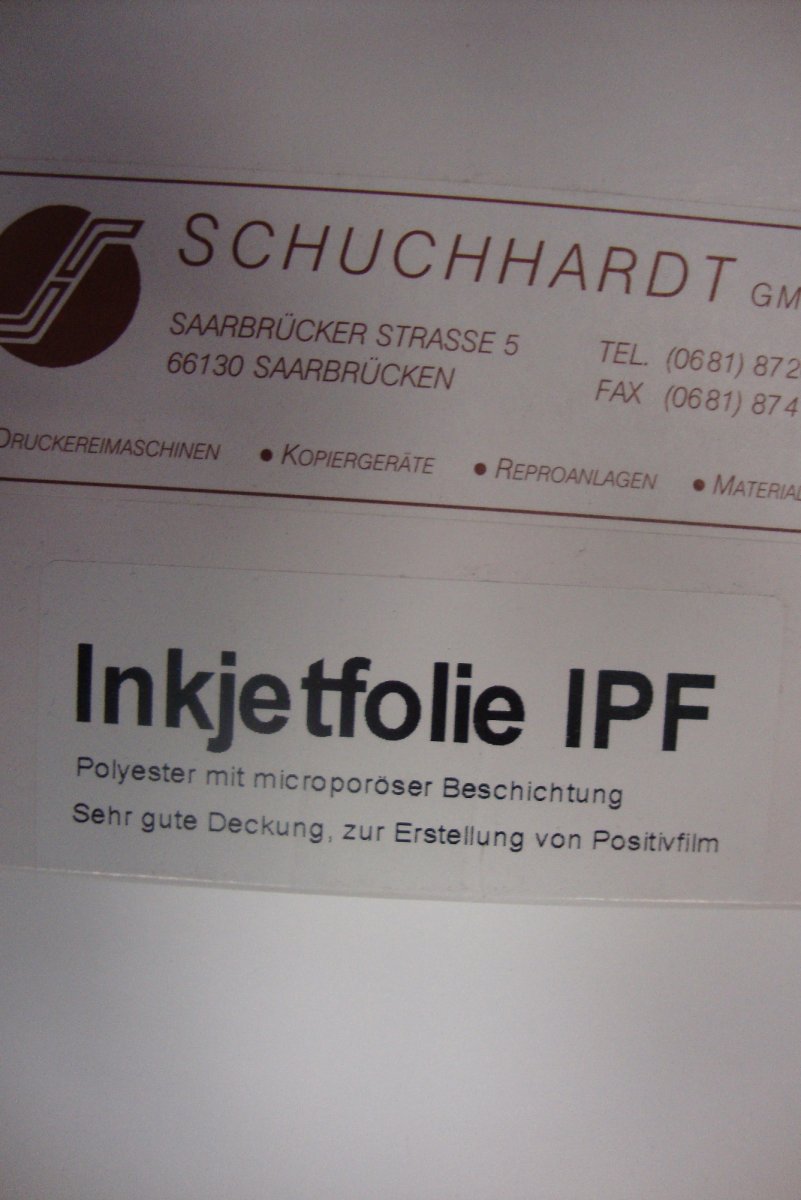 SCHUCHHARDT GM
SAARBRÜCKER STRASSE 5
66130 SAARBRÜCKEN
TEL. (0681) 872
FAX (0681) 874
DRUCKEREIMASCHINEN • KOPIERGERÄTE • REPROANLAGEN • MATERIAL
Inkjetfolie IPF
Polyester mit microporöser Beschichtung
Sehr gute Deckung, zur Erstellung von Positivfilm